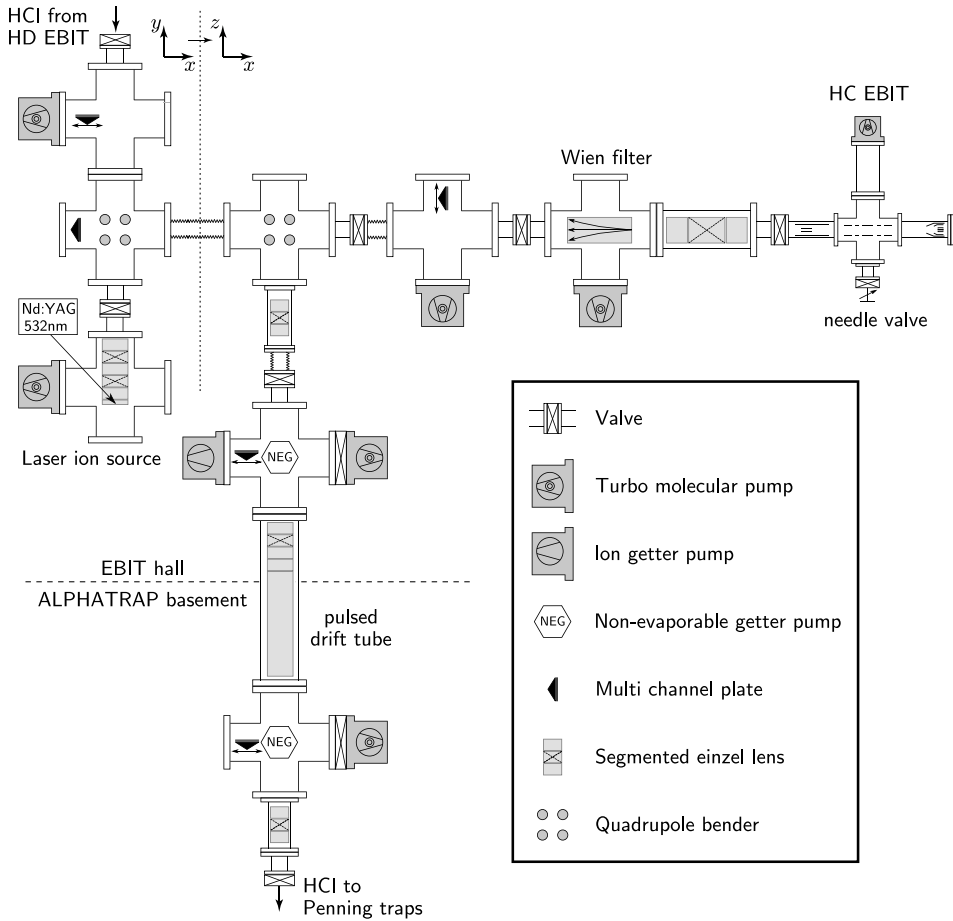 HCI from
HD EBIT
y
x
z
x
HC EBIT
Wien filter
Nd:YAG
532nm
needle valve
Laser ion source
NEG
EBIT hall
ALPHATRAP basement
pulsed
drift tube
NEG
HCI to
Penning traps
Valve
Turbo molecular pump
Ion getter pump
NEG
Non-evaporable getter pump
Multi channel plate
Segmented einzel lens
Quadrupole bender